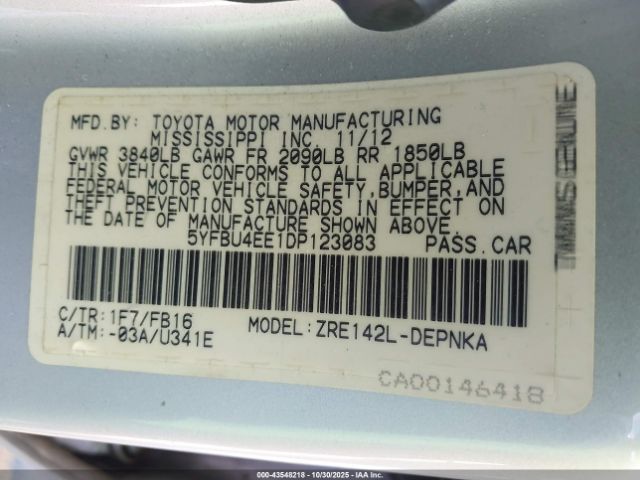 MFD.BY: TOYOTA MOTOR MANUFACTURING
MISSISSIPPI INC. 11/12
GVWR 3840LB GAWR FR 2090LB RR 1850LB
THIS VEHICLE CONFORMS TO ALL APPLICABLE
FEDERAL MOTOR VEHICLE SAFETY,BUMPER,AND
THEFT PREVENTION STANDARDS IN EFFECT ON
THE DATE OF MANUFACTURE SHOWN ABOVE.
5YFBU4EE1DP123083 PASS.CAR
C/TR:1F7/FB16
A/TM:-03A/U341E
MODEL:ZRE142L-DEPNKA
CA00146418
000-43548218 - 10/30/2025 - IAA Inc.